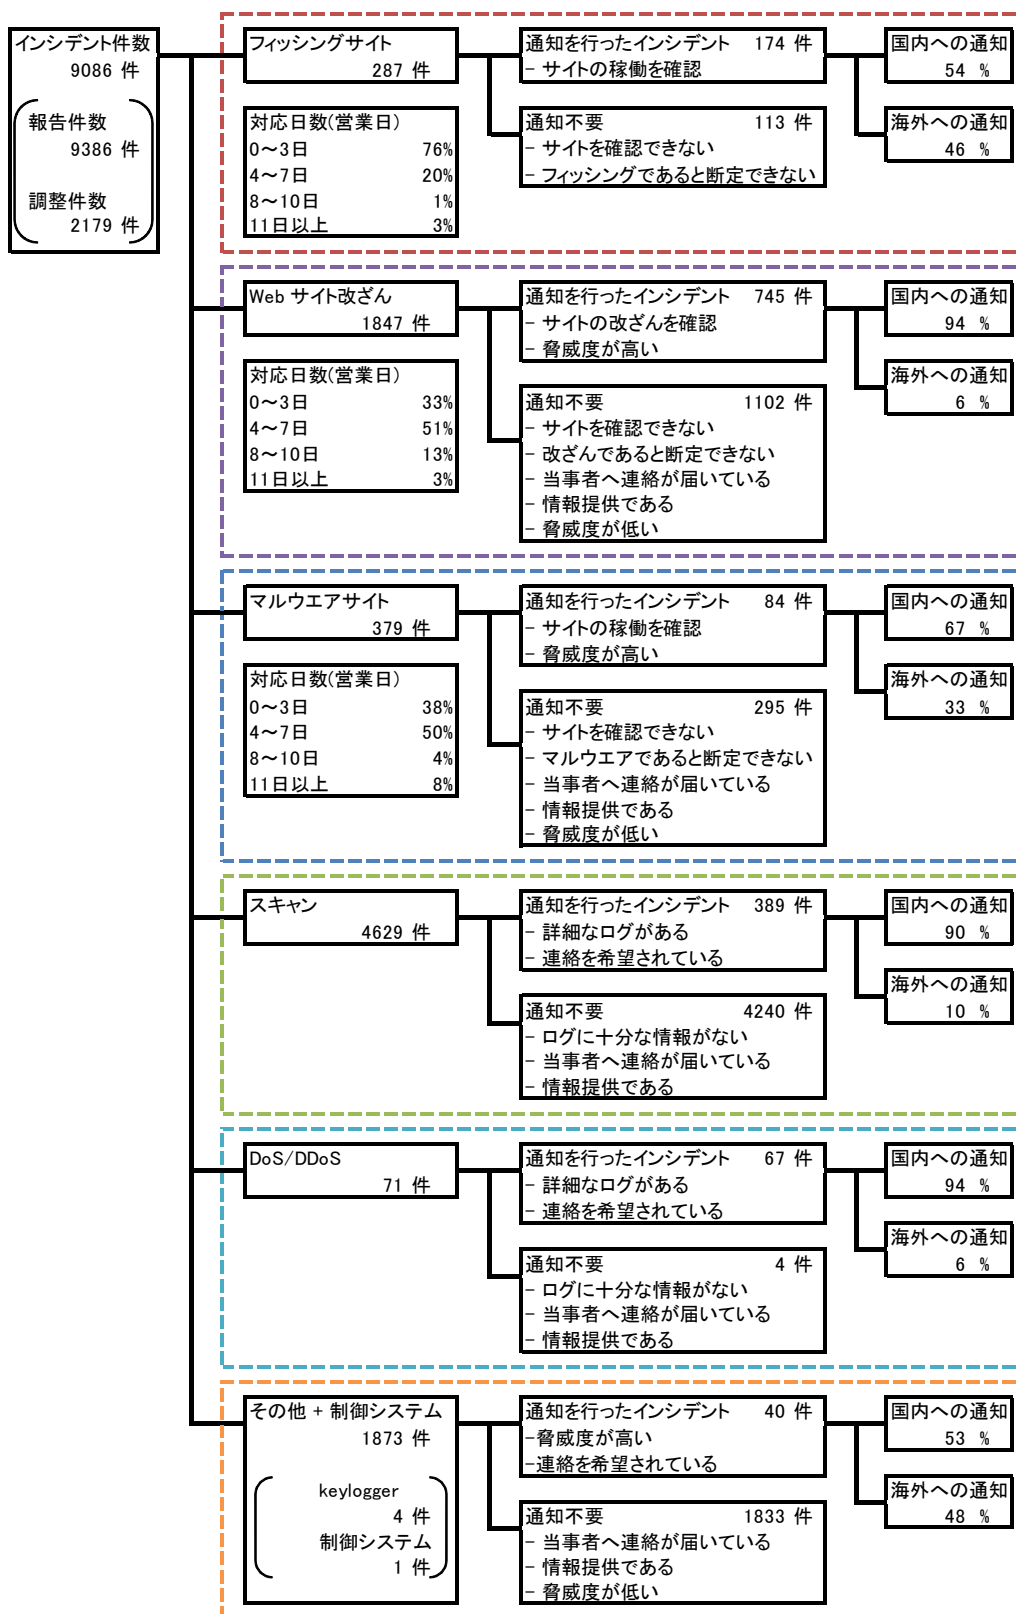 インシデント件数
9086 件
報告件数
9386 件
調整件数
2179 件
フィッシングサイト
287 件
対応日数(営業日)
0～3日 76%
4～7日 20%
8～10日 1%
11日以上 3%
通知を行ったインシデント 174 件
- サイトの稼働を確認
通知不要 113 件
- サイトを確認できない
- フィッシングであると断定できない
国内への通知
54 %
海外への通知
46 %
Web サイト改ざん
1847 件
対応日数(営業日)
0～3日 33%
4～7日 51%
8～10日 13%
11日以上 3%
通知を行ったインシデント 745 件
- サイトの改ざんを確認
- 脅威度が高い
通知不要 1102 件
- サイトを確認できない
- 改ざんであると断定できない
- 当事者へ連絡が届いている
- 情報提供である
- 脅威度が低い
国内への通知
94 %
海外への通知
6 %
マルウエアサイト
379 件
対応日数(営業日)
0～3日 38%
4～7日 50%
8～10日 4%
11日以上 8%
通知を行ったインシデント 84 件
- サイトの稼働を確認
- 脅威度が高い
通知不要 295 件
- サイトを確認できない
- マルウエアであると断定できない
- 当事者へ連絡が届いている
- 情報提供である
- 脅威度が低い
国内への通知
67 %
海外への通知
33 %
スキャン
4629 件
通知を行ったインシデント 389 件
- 詳細なログがある
- 連絡を希望されている
通知不要 4240 件
- ログに十分な情報がない
- 当事者へ連絡が届いている
- 情報提供である
国内への通知
90 %
海外への通知
10 %
DoS/DDoS
71 件
通知を行ったインシデント 67 件
- 詳細なログがある
- 連絡を希望されている
通知不要 4 件
- ログに十分な情報がない
- 当事者へ連絡が届いている
- 情報提供である
国内への通知
94 %
海外への通知
6 %
その他 + 制御システム
1873 件
keylogger
4 件
制御システム
1 件
通知を行ったインシデント 40 件
-脅威度が高い
-連絡を希望されている
通知不要 1833 件
- 当事者へ連絡が届いている
- 情報提供である
- 脅威度が低い
国内への通知
53 %
海外への通知
48 %